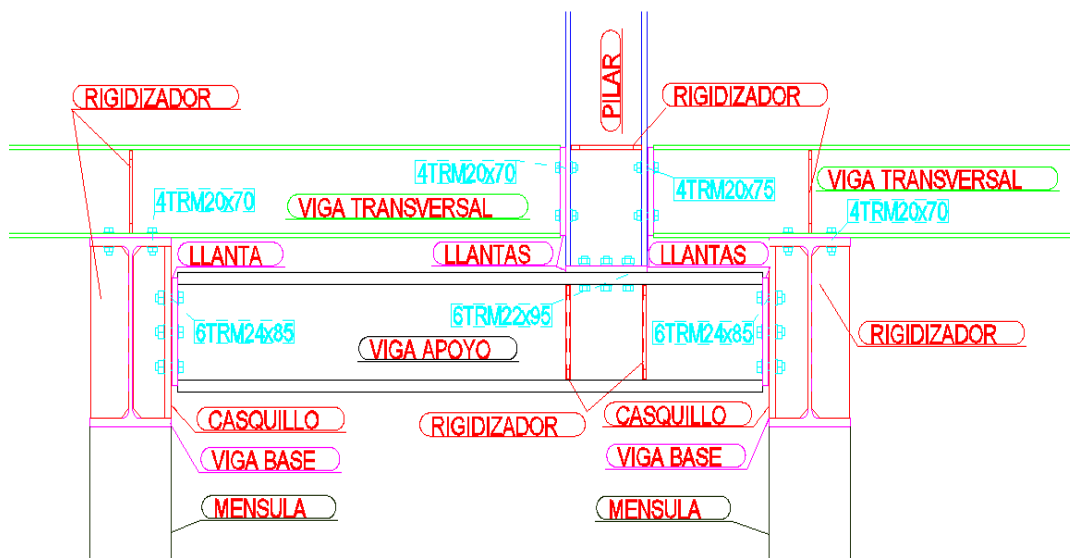 PILAR
RIGIDIZADOR
RIGIDIZADOR
4TRM20x70
4TRM20x75
VIGA TRANSVERSAL
4TRM20x70
VIGA TRANSVERSAL
4TRM20x70
LLANTA
LLANTAS
LLANTAS
6TRM24x85
6TRM22x95
6TRM24x85
RIGIDIZADOR
VIGA APOYO
CASQUILLO
RIGIDIZADOR
CASQUILLO
VIGA BASE
VIGA BASE
MENSULA
MENSULA